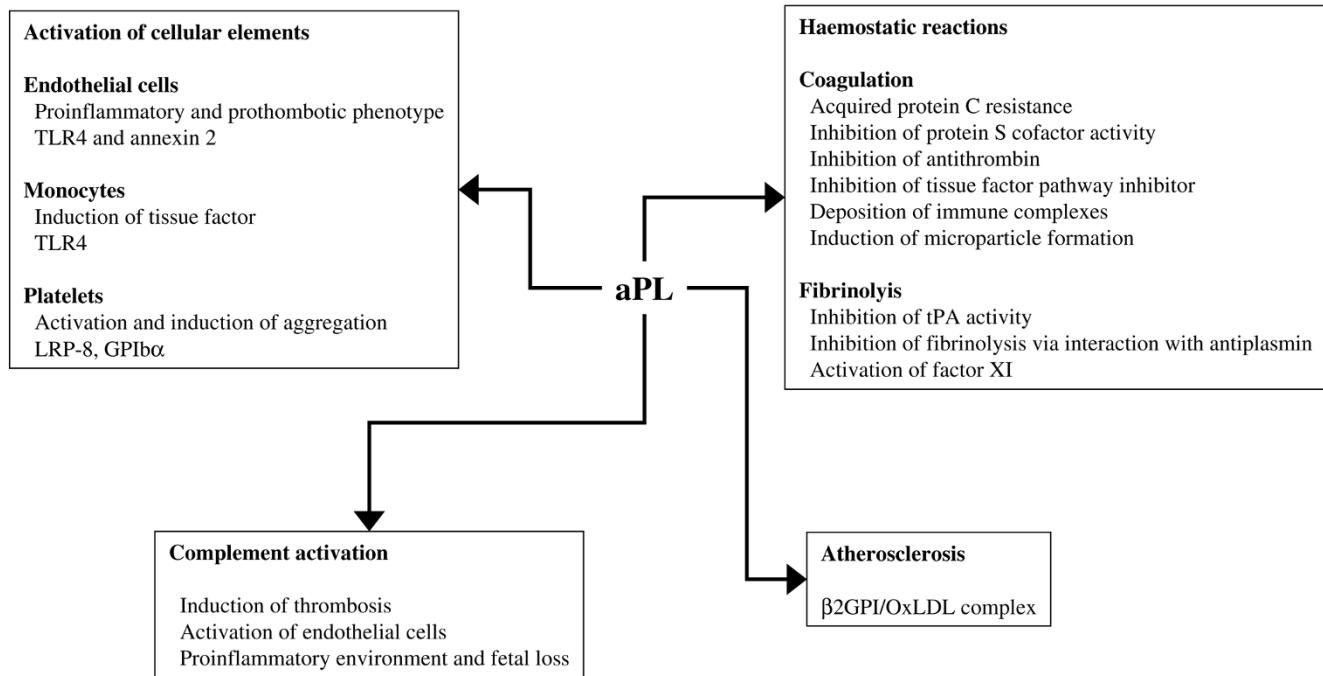 Activation of cellular elements
Endothelial cells
Proinflammatory and prothombotic phenotype
TLR4 and annexin 2
Monocytes
Induction of tissue factor
TLR4
Platelets
Activation and induction of aggregation
LRP-8, GPIbα
Haemostatic reactions
Coagulation
Acquired protein C resistance
Inhibition of protein S cofactor activity
Inhibition of antithrombin
Inhibition of tissue factor pathway inhibitor
Deposition of immune complexes
Induction of microparticle formation
Fibrinolyis
Inhibition of tPA activity
Inhibition of fibrinolysis via interaction with antiplasmin
Activation of factor XI
aPL
Complement activation
Induction of thrombosis
Activation of endothelial cells
Proinflammatory environment and fetal loss
Atherosclerosis
β2GPI/OxLDL complex